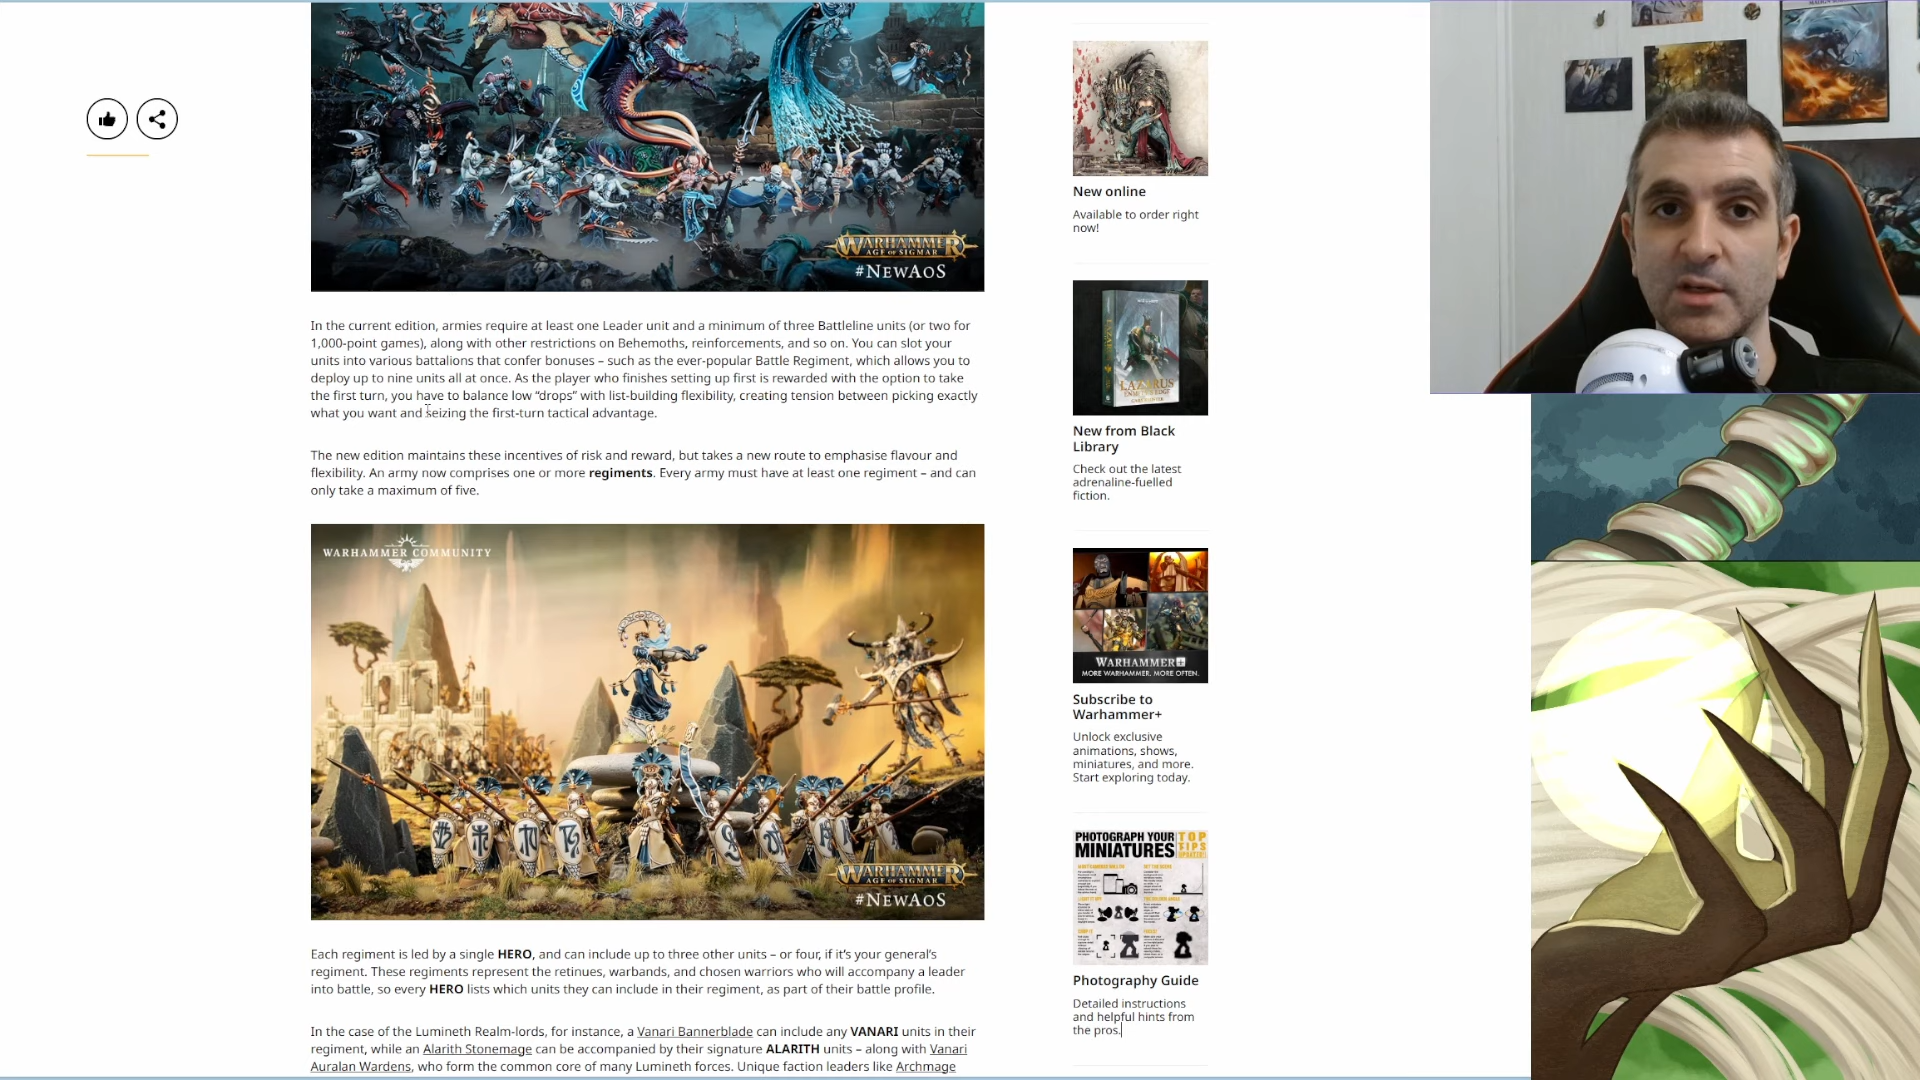 WARHAMMER
AGE OF SIGMAR
#NEWAOS
In the current edition, armies require at least one Leader unit and a minimum of three Battleline units (or two for
1,000-point games), along with other restrictions on Behemoths, reinforcements, and so on. You can slot your
units into various battalions that confer bonuses – such as the ever-popular Battle Regiment, which allows you to
deploy up to nine units all at once. As the player who finishes setting up first is rewarded with the option to take
the first turn, you have to balance low “drops” with list-building flexibility, creating tension between picking exactly
what you want and seizing the first-turn tactical advantage.
The new edition maintains these incentives of risk and reward, but takes a new route to emphasise flavour and
flexibility. An army now comprises one or more regiments. Every army must have at least one regiment – and can
only take a maximum of five.
WARHAMMER COMMUNITY
WARHAMMER
AGE OF SIGMAR
#NEWAOS
Each regiment is led by a single HERO, and can include up to three other units – or four, if it’s your general’s
regiment. These regiments represent the retinues, warbands, and chosen warriors who will accompany a leader
into battle, so every HERO lists which units they can include in their regiment, as part of their battle profile.
In the case of the Lumineth Realm-lords, for instance, a Vanari Bannerblade can include any VANARI units in their
regiment, while an Alarith Stonemage can be accompanied by their signature ALARITH units – along with Vanari
Auralan Wardens, who form the common core of many Lumineth forces. Unique faction leaders like Archmage
New online
Available to order right
now!
LAZARUS
New from Black
Library
Check out the latest
adrenaline-fuelled
fiction.
WARHAMMER+
MORE WARHAMMER. MORE OFTEN.
Subscribe to
Warhammer+
Unlock exclusive
animations, shows,
miniatures, and more.
Start exploring today.
PHOTOGRAPH YOUR
MINIATURES
TOP
TIPS
Photography Guide
Detailed instructions
and helpful hints from
the pros.